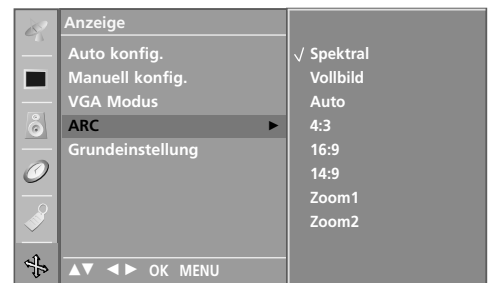 Anzeige
Auto konfig.
Manuell konfig.
VGA Modus
ARC ►
Grundeinstellung
▲▼ ◄► OK MENU
√ Spektral
Vollbild
Auto
4:3
16:9
14:9
Zoom1
Zoom2